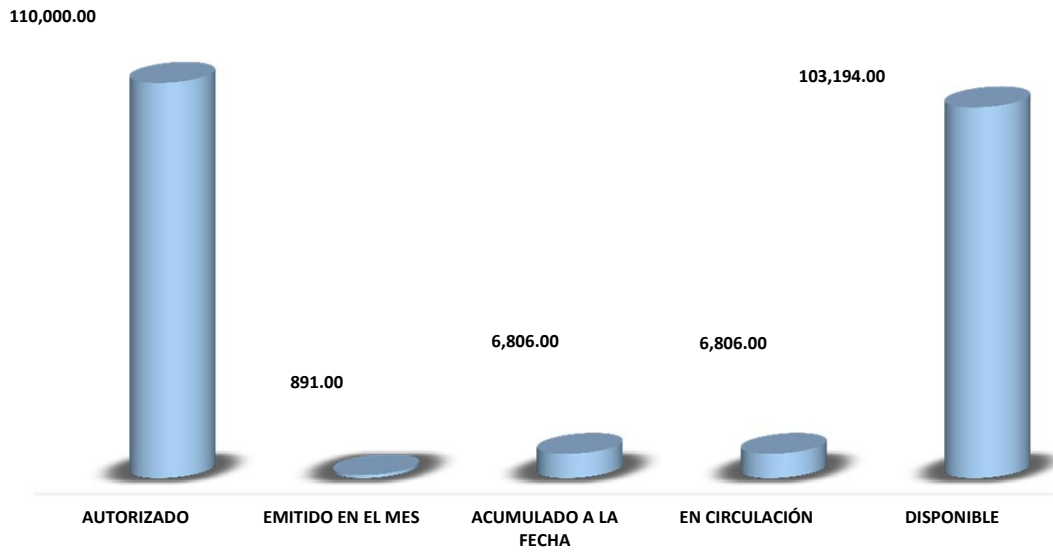 110,000.00
103,194.00
6,806.00
6,806.00
891.00
AUTORIZADO
EMITIDO EN EL MES
ACUMULADO A LA
FECHA
EN CIRCULACIÓN
DISPONIBLE